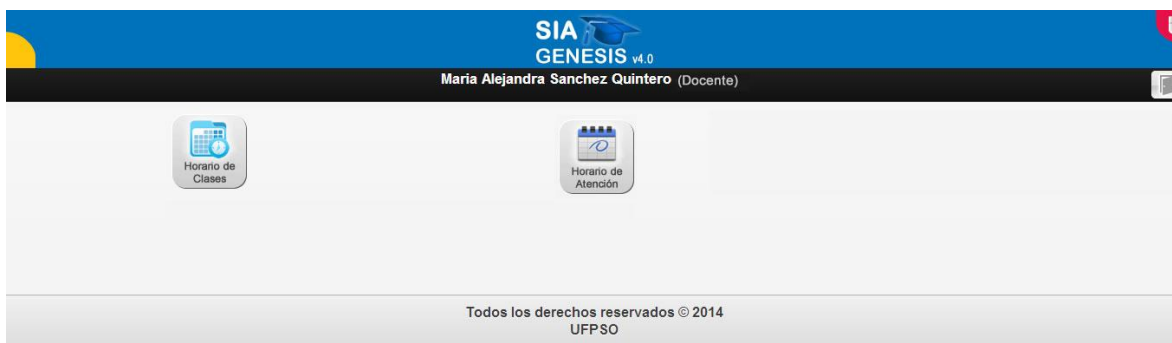 SIA
GENESIS v4.0
Maria Alejandra Sanchez Quintero (Docente)
Horario de
Clases
Horario de
Atención
Todos los derechos reservados © 2014
UFPSO